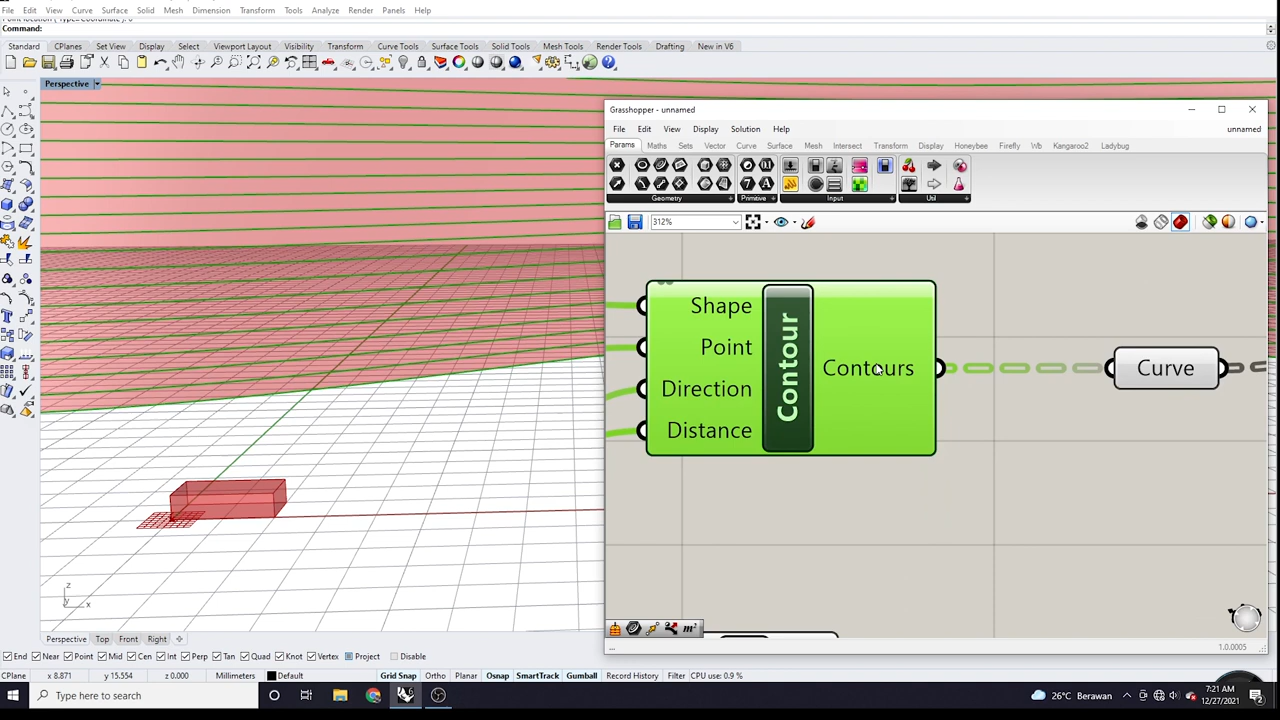 File Edit View Curve Surface Solid Mesh Dimension Transform Tools Analyze Render Panels Help
Command:
Standard CPlanes Set View Display Select Viewport Layout Visibility Transform Curve Tools Surface Tools Solid Tools Mesh Tools Render Tools Drafting New in V6
Perspective
Grasshopper - unnamed
File Edit View Display Solution Help unnamed
Params Maths Sets Vector Curve Surface Mesh Intersect Transform Display Honeybee Firefly Wb Kangaroo2 Ladybug
Geometry Primitive Input Util
312%
Shape
Point
Direction
Distance
Contour
Contours
Curve
z
y
x
m²
... 1.0.0005
Perspective Top Front Right
End Near Point Mid Cen Int Perp Tan Quad Knot Vertex Project Disable
CPlane x 8.871 y 15.554 z 0.000 Millimeters Default Grid Snap Ortho Planar Osnap SmartTrack Gumball Record History Filter CPU use: 0.9 %
Type here to search
26°C Berawan
7:21 AM
12/27/2021
2